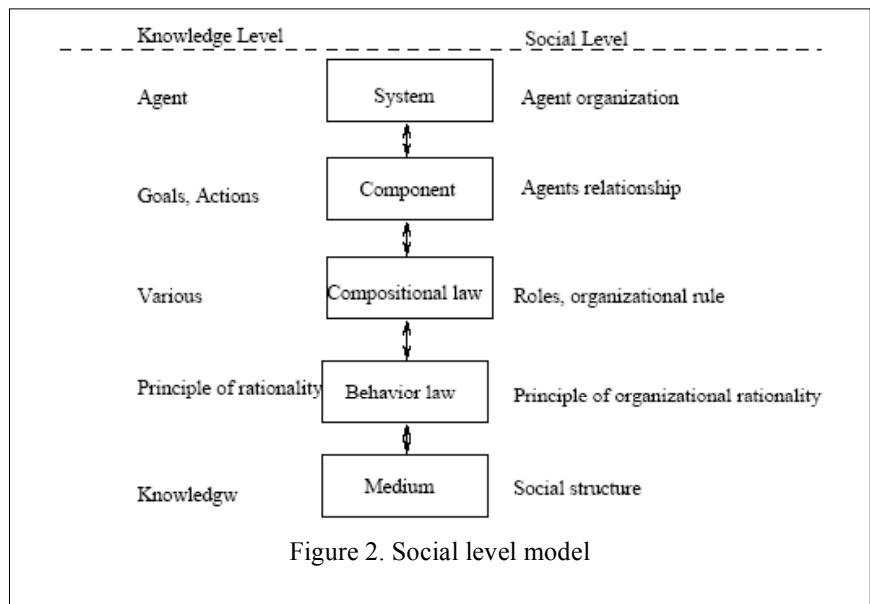 Knowledge Level Social Level
Agent System Agent organization
Goals, Actions Component Agents relationship
Various Compositional law Roles, organizational rule
Principle of rationality Behavior law Principle of organizational rationality
Knowledgw Medium Social structure
Figure 2. Social level model